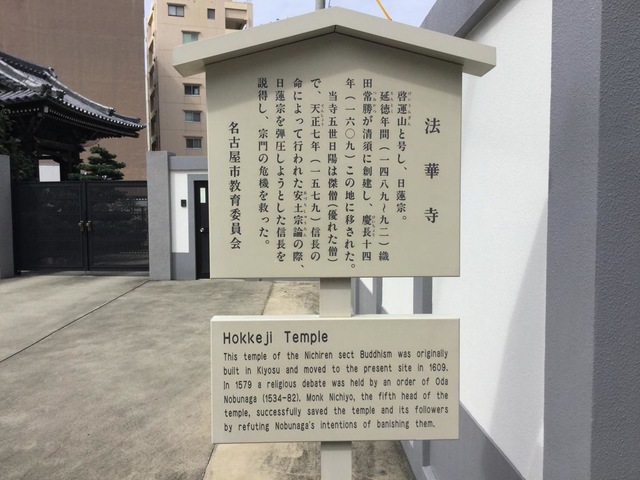 法華寺
啓運山と号し、日蓮宗。
延徳年間（一四八九～九二）織
田常勝が清須に創建し、慶長十四
年（一六〇九）この地に移された。
当寺五世日陽は傑僧（優れた僧）
で、天正七年（一五七九）信長の
命によって行われた安土宗論の際、
日蓮宗を弾圧しようとした信長を
説得し、宗門の危機を救った。
名古屋市教育委員会
Hokkeji Temple
This temple of the Nichiren sect Buddhism was originally
built in Kiyosu and moved to the present site in 1609.
In 1579 a religious debate was held by an order of Oda
Nobunaga (1534-82). Monk Nichiyo, the fifth head of the
temple, successfully saved the temple and its followers
by refuting Nobunaga's intentions of banishing them.